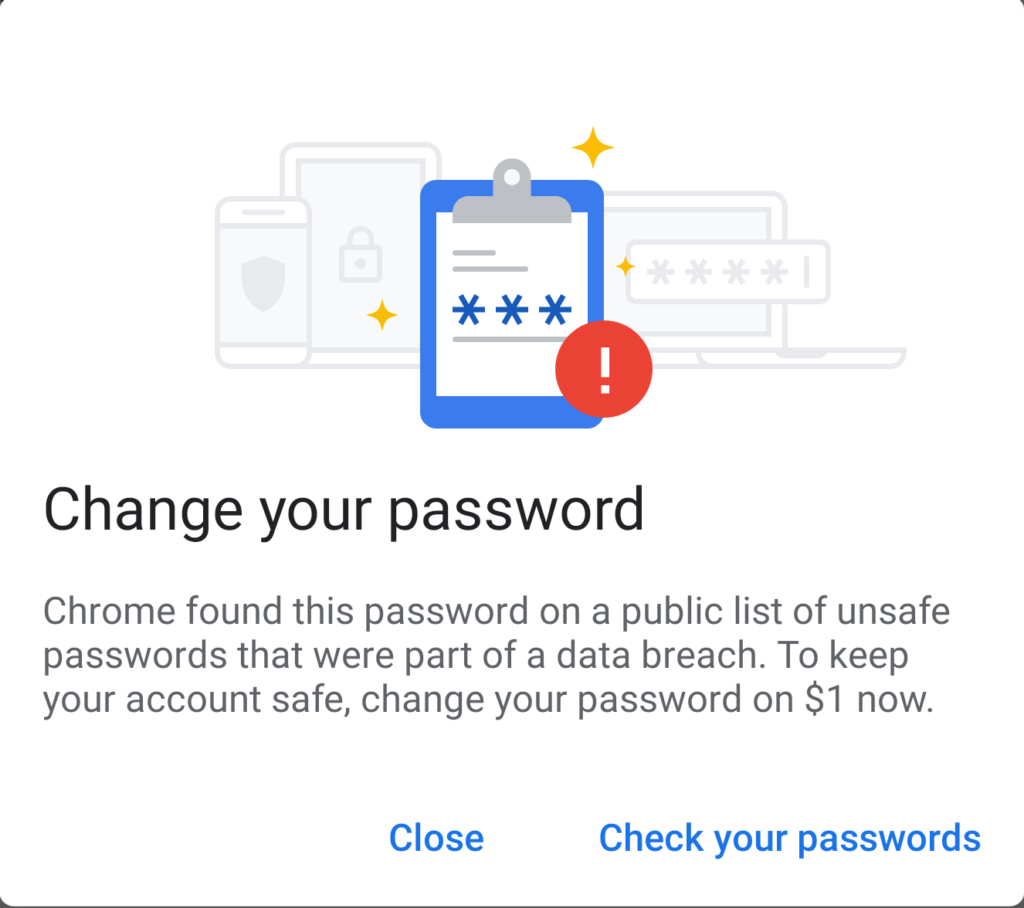 Change your password
Chrome found this password on a public list of unsafe
passwords that were part of a data breach. To keep
your account safe, change your password on $1 now.
Close
Check your passwords